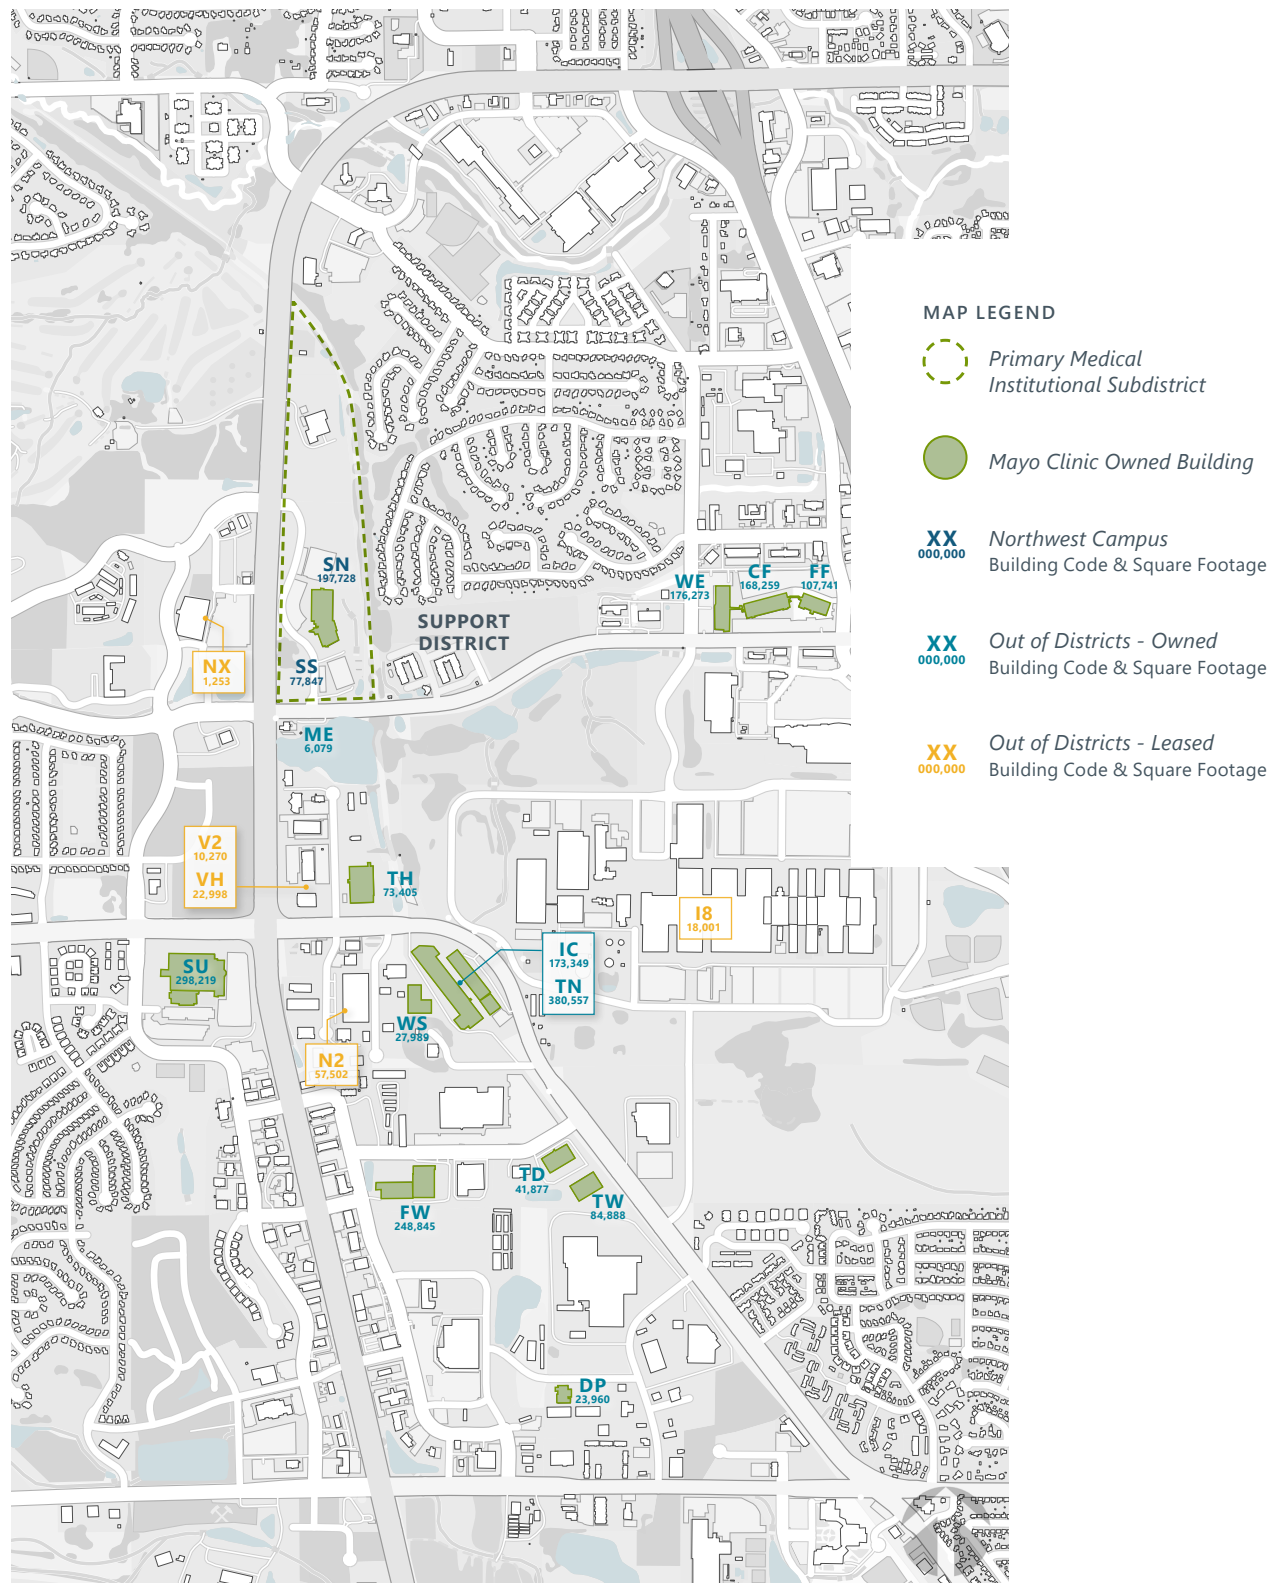 MAP LEGEND
Primary Medical
Institutional Subdistrict
Mayo Clinic Owned Building
XX
000,000
Northwest Campus
Building Code & Square Footage
XX
000,000
Out of Districts - Owned
Building Code & Square Footage
XX
000,000
Out of Districts - Leased
Building Code & Square Footage
SN
197,728
SS
77,847
SUPPORT
DISTRICT
WE
176,273
CF
168,259
FF
107,741
NX
1,253
ME
6,079
V2
10,270
VH
22,998
TH
73,405
I8
18,001
SU
298,219
IC
173,349
TN
380,557
WS
27,989
N2
57,502
TD
41,877
TW
84,888
FW
248,845
DP
23,960